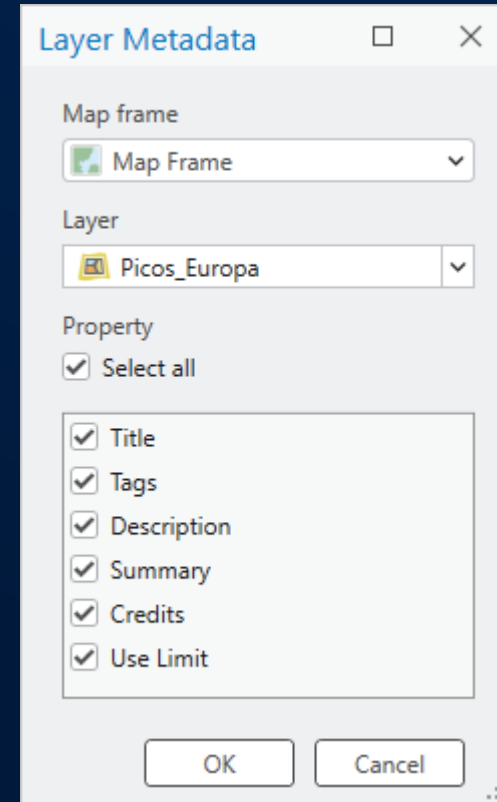 Layer Metadata
Map frame
Map Frame
Layer
Picos_Europa
Property
Select all
Title
Tags
Description
Summary
Credits
Use Limit
OK Cancel